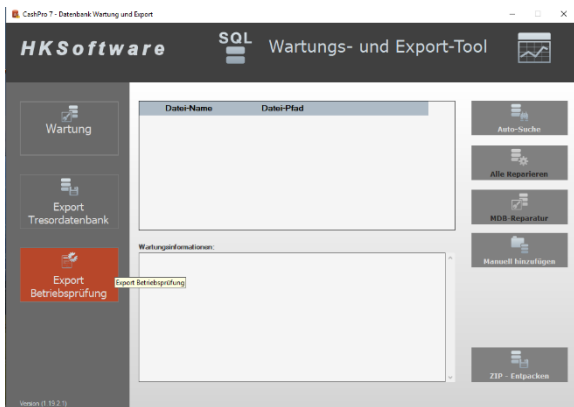 CashPro 7 - Datenbank Wartung und Export
HKSoftware
SQL
Wartungs- und Export-Tool
Wartung
Export
Tresordatenbank
Export
Betriebsprüfung
Export Betriebsprüfung
Datei-Name Datei-Pfad
Wartungsinformationen:
Auto-Suche
Alle Reparieren
MDB-Reparatur
Manuell hinzufügen
ZIP - Entpacken
Version (1.19.2.1)